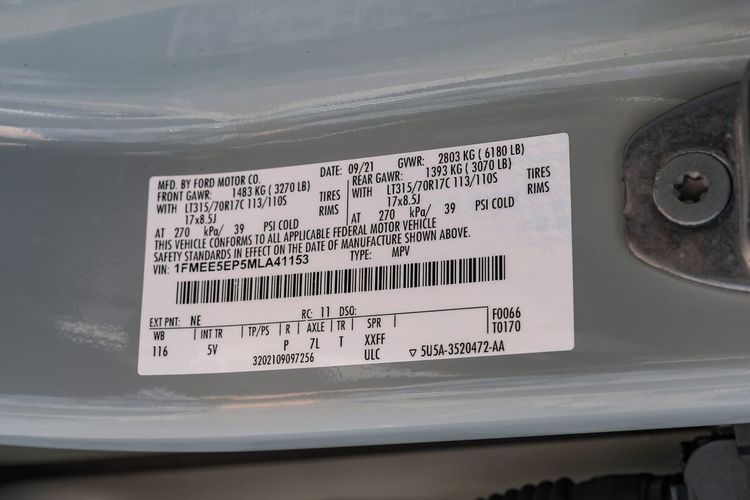 MFD. BY FORD MOTOR CO. DATE: 09/21 GVWR: 2803 KG ( 6180 LB)
FRONT GAWR: 1483 KG ( 3270 LB) REAR GAWR: 1393 KG ( 3070 LB)
WITH LT315/70R17C 113/110S TIRES WITH LT315/70R17C 113/110S TIRES
17x8.5J RIMS 17x8.5J RIMS
AT 270 kPa/ 39 PSI COLD AT 270 kPa/ 39 PSI COLD
THIS VEHICLE CONFORMS TO ALL APPLICABLE FEDERAL MOTOR VEHICLE
SAFETY STANDARDS IN EFFECT ON THE DATE OF MANUFACTURE SHOWN ABOVE.
VIN: 1FMEE5EP5MLA41153 TYPE: MPV
EXT PNT: NE RC: 11 DSO: F0066
WB INT TR TP/PS R AXLE TR SPR T0170
116 5V P 7L T XXFF
3202109097256 ULC ▽ 5U5A-3520472-AA